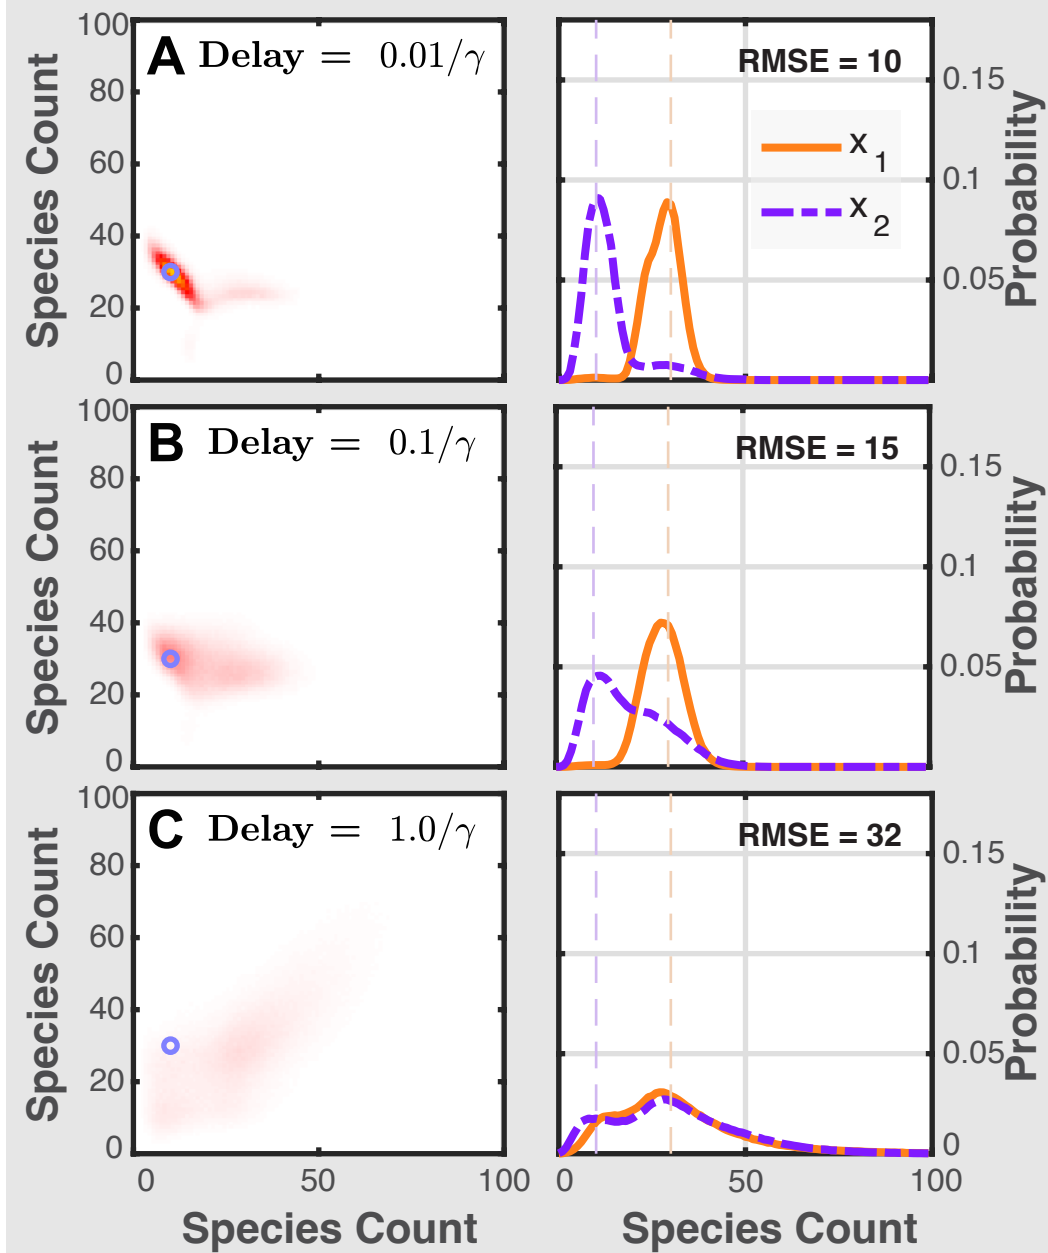 100
80
60
40
20
0
Species Count
A Delay = 0.01/γ
RMSE = 10
x1
x2
0.15
0.1
0.05
Probability
100
80
60
40
20
0
Species Count
B Delay = 0.1/γ
RMSE = 15
0.15
0.1
0.05
Probability
100
80
60
40
20
0
Species Count
C Delay = 1.0/γ
RMSE = 32
0.15
0.1
0.05
0
Probability
0 50 100
Species Count
0 50 100
Species Count